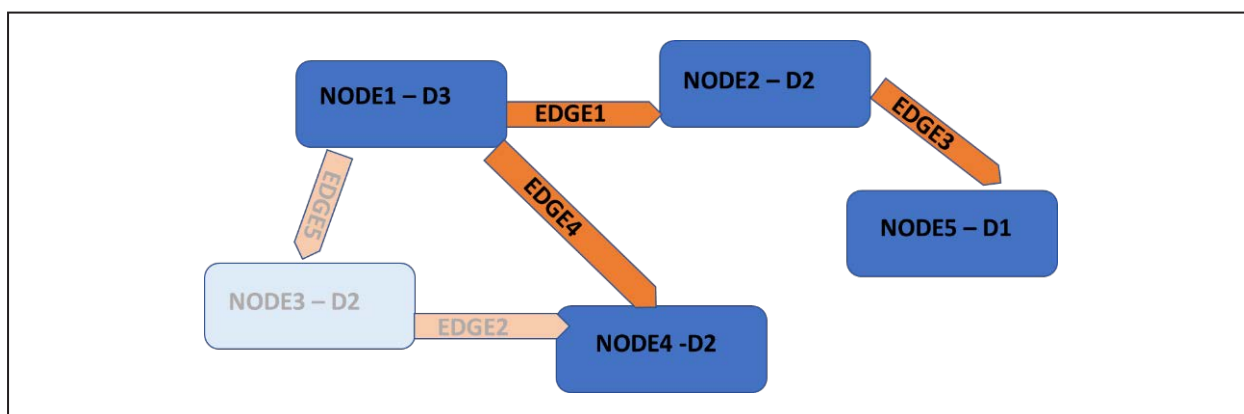 NODE1 – D3
EDGE1
NODE2 – D2
EDGE3
EDGE5
EDGE4
NODE5 – D1
NODE3 – D2
EDGE2
NODE4 -D2